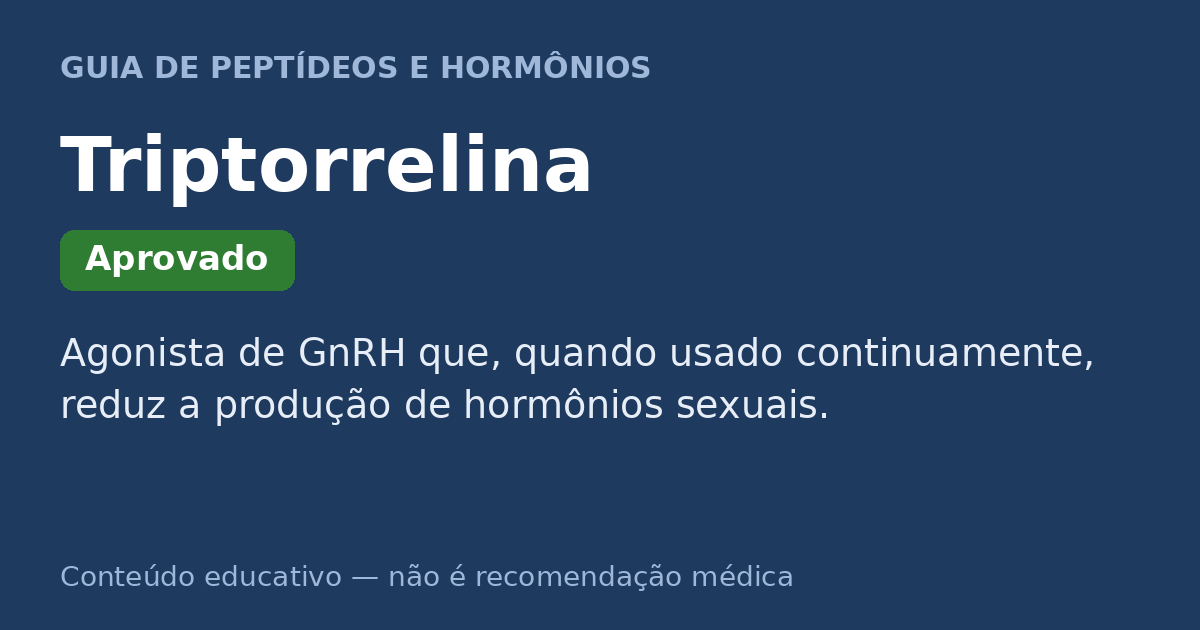 GUIA DE PEPTÍDEOS E HORMÔNIOS
Triptorrelina
Aprovado
Agonista de GnRH que, quando usado continuamente,
reduz a produção de hormônios sexuais.
Conteúdo educativo — não é recomendação médica